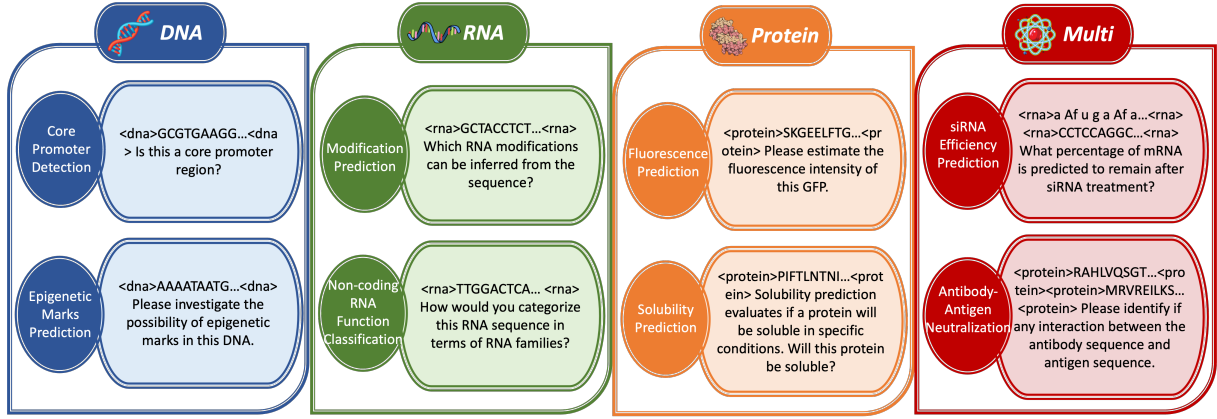 DNA
Core
Promoter
Detection
<dna>GCGTGAAGG...<dna
> Is this a core promoter
region?
Epigenetic
Marks
Prediction
<dna>AAAATAATG...<dna>
Please investigate the
possibility of epigenetic
marks in this DNA.
RNA
Modification
Prediction
<rna>GCTACCTCT...<rna>
Which RNA modifications
can be inferred from the
sequence?
Non-coding
RNA
Function
Classification
<rna>TTGGACTCA... <rna>
How would you categorize
this RNA sequence in
terms of RNA families?
Protein
Fluorescence
Prediction
<protein>SKGEELFTG...<pr
otein> Please estimate the
fluorescence intensity of
this GFP.
Solubility
Prediction
<protein>PIFTLNTNI...<prot
ein> Solubility prediction
evaluates if a protein will
be soluble in specific
conditions. Will this protein
be soluble?
Multi
siRNA
Efficiency
Prediction
<rna>a Af u g a Af a...<rna>
<rna>CCTCCAGGC...<rna>
What percentage of mRNA
is predicted to remain after
siRNA treatment?
Antibody-
Antigen
Neutralization
<protein>RAHLVQSGT...<pro
tein><protein>MRVREILKS...
<protein> Please identify if
any interaction between the
antibody sequence and
antigen sequence.